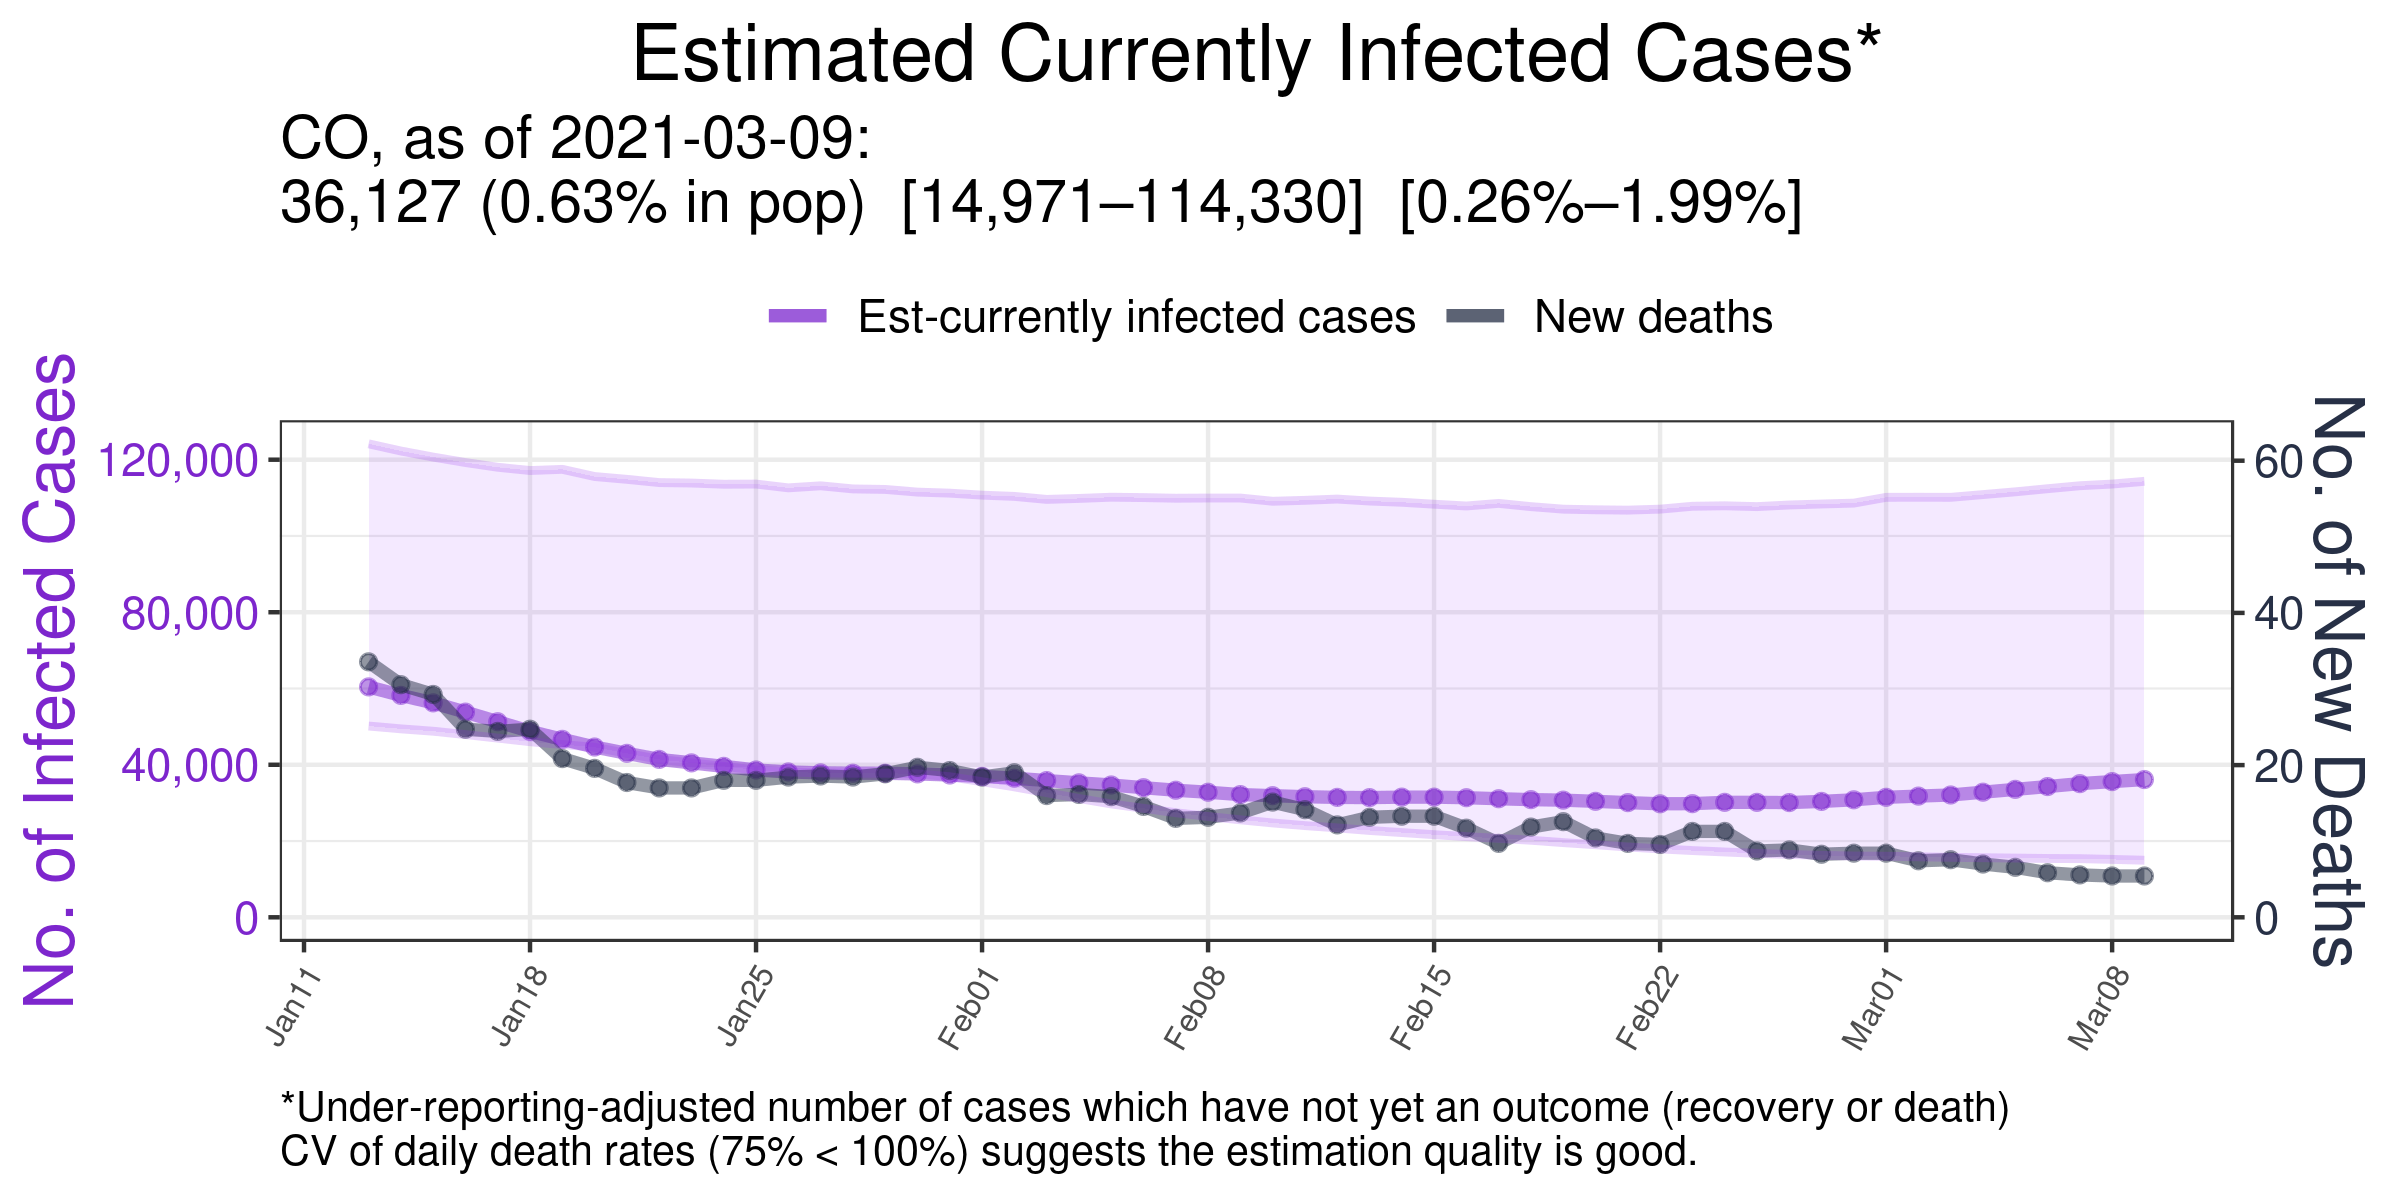 Estimated Currently Infected Cases*
CO, as of 2021-03-09:
36,127 (0.63% in pop)  [14,971–114,330]  [0.26%–1.99%]
Est-currently infected cases
New deaths
No. of Infected Cases
120,000
80,000
40,000
0
60
40
20
0
No. of New Deaths
Jan11
Jan18
Jan25
Feb01
Feb08
Feb15
Feb22
Mar01
Mar08
*Under-reporting-adjusted number of cases which have not yet an outcome (recovery or death)
CV of daily death rates (75% < 100%) suggests the estimation quality is good.